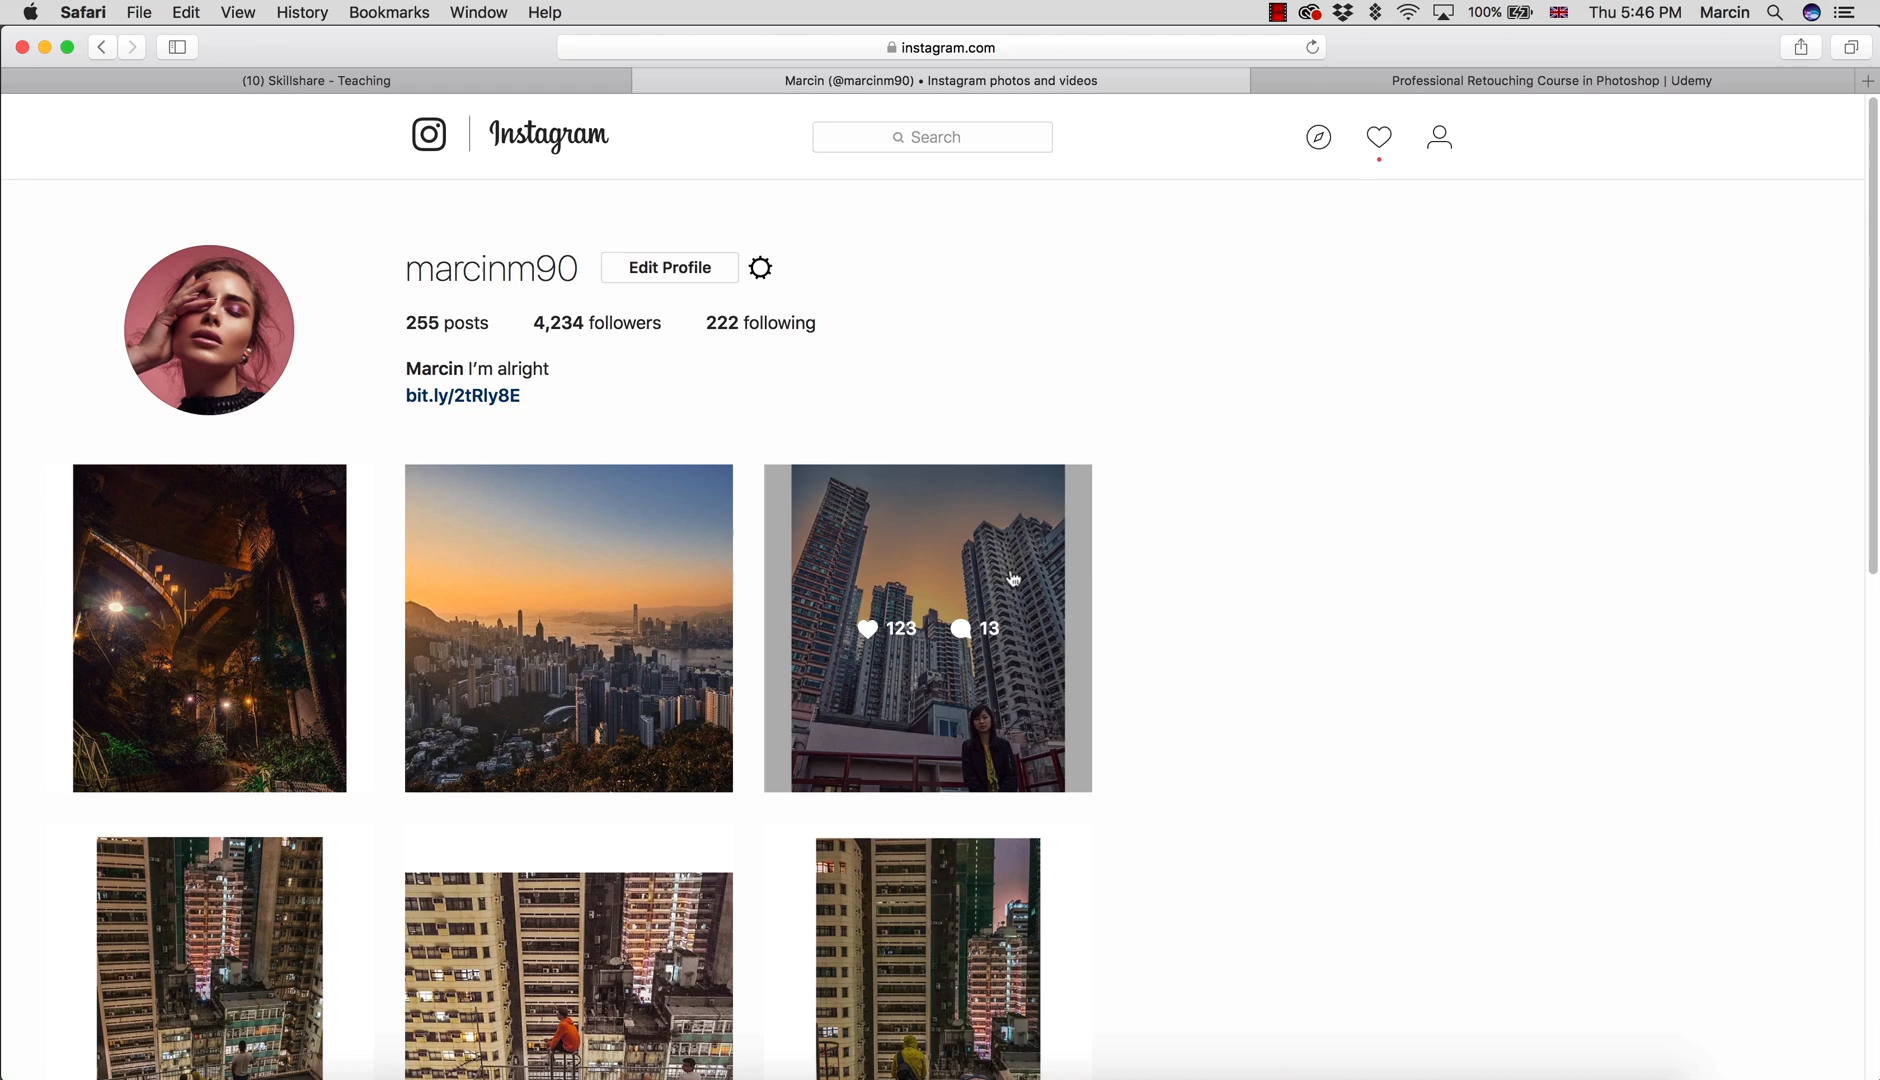 Safari File Edit View History Bookmarks Window Help 100% Thu 5:46 PM Marcin
instagram.com
(10) Skillshare - Teaching
Marcin (@marcinm90) • Instagram photos and videos
Professional Retouching Course in Photoshop | Udemy
Instagram
Search
marcinm90 Edit Profile
255 posts 4,234 followers 222 following
Marcin I'm alright
bit.ly/2tRly8E
123 13